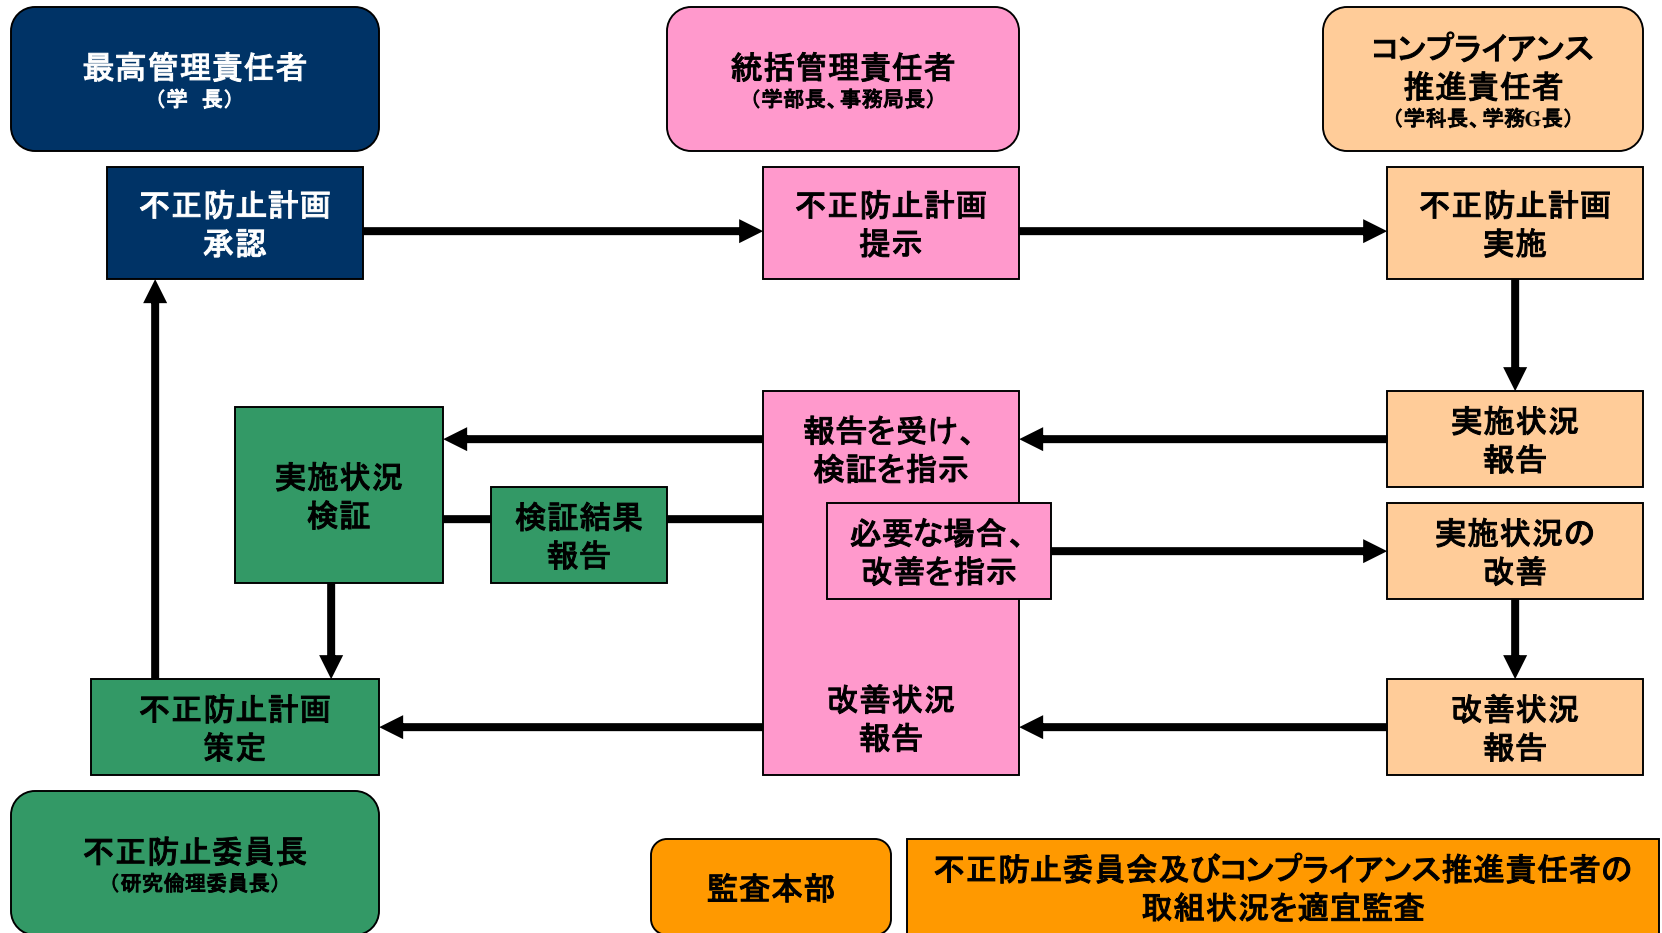 最高管理責任者
（学　長）
統括管理責任者
（学部長、事務局長）
コンプライアンス
推進責任者
（学科長、学務G長）
不正防止計画
承認
不正防止計画
提示
不正防止計画
実施
実施状況
検証
検証結果
報告
報告を受け、
検証を指示
必要な場合、
改善を指示
改善状況
報告
実施状況
報告
実施状況の
改善
改善状況
報告
不正防止計画
策定
不正防止委員長
（研究倫理委員長）
監査本部
不正防止委員会及びコンプライアンス推進責任者の
取組状況を適宜監査